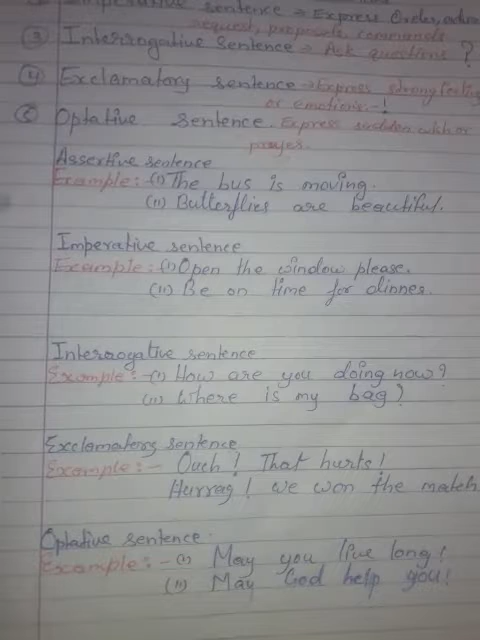 Imperative sentence → Express Orders, advice
request, proposals commands
③ Interrogative sentence → Ask questions ?
④ Exclamatory sentence → Express strong feeling
or emotions - !
⑤ Optative sentence. Express or
prayer.
Assertive sentence
Example : (i) The bus is moving.
(ii) Butterflies are beautiful.
Imperative sentence
Example : (i) Open the window please.
(ii) Be on time for dinner.
Interrogative sentence
Example :- (i) How are you doing now?
(ii) Where is my bag?
Exclamatory sentence
Example :- Ouch! That hurts!
Hurray! We won the match
Optative sentence.
Example :- (i) May you live long!
(ii) May God help you!